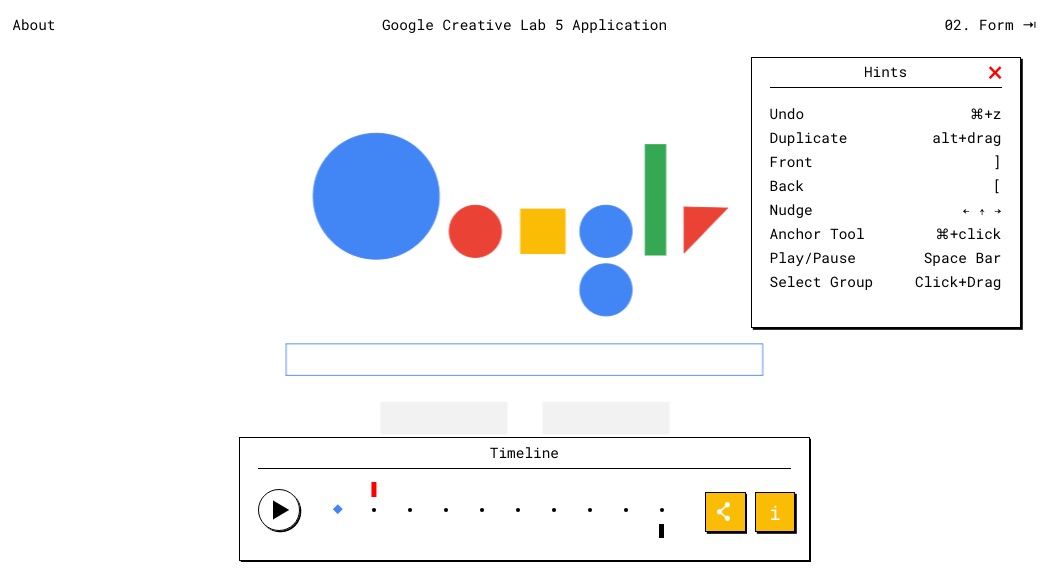 About
Google Creative Lab 5 Application
02. Form ⇥
Hints
Undo ⌘+z
Duplicate alt+drag
Front ]
Back [
Nudge ← ↑ →
Anchor Tool ⌘+click
Play/Pause Space Bar
Select Group Click+Drag
Timeline
i